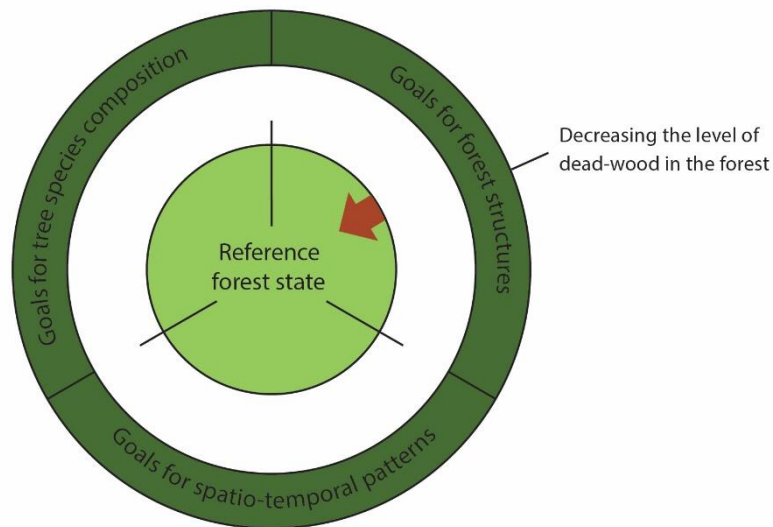 Goals for tree species composition
Goals for forest structures
Decreasing the level of
dead-wood in the forest
Reference
forest state
Goals for spatio-temporal patterns